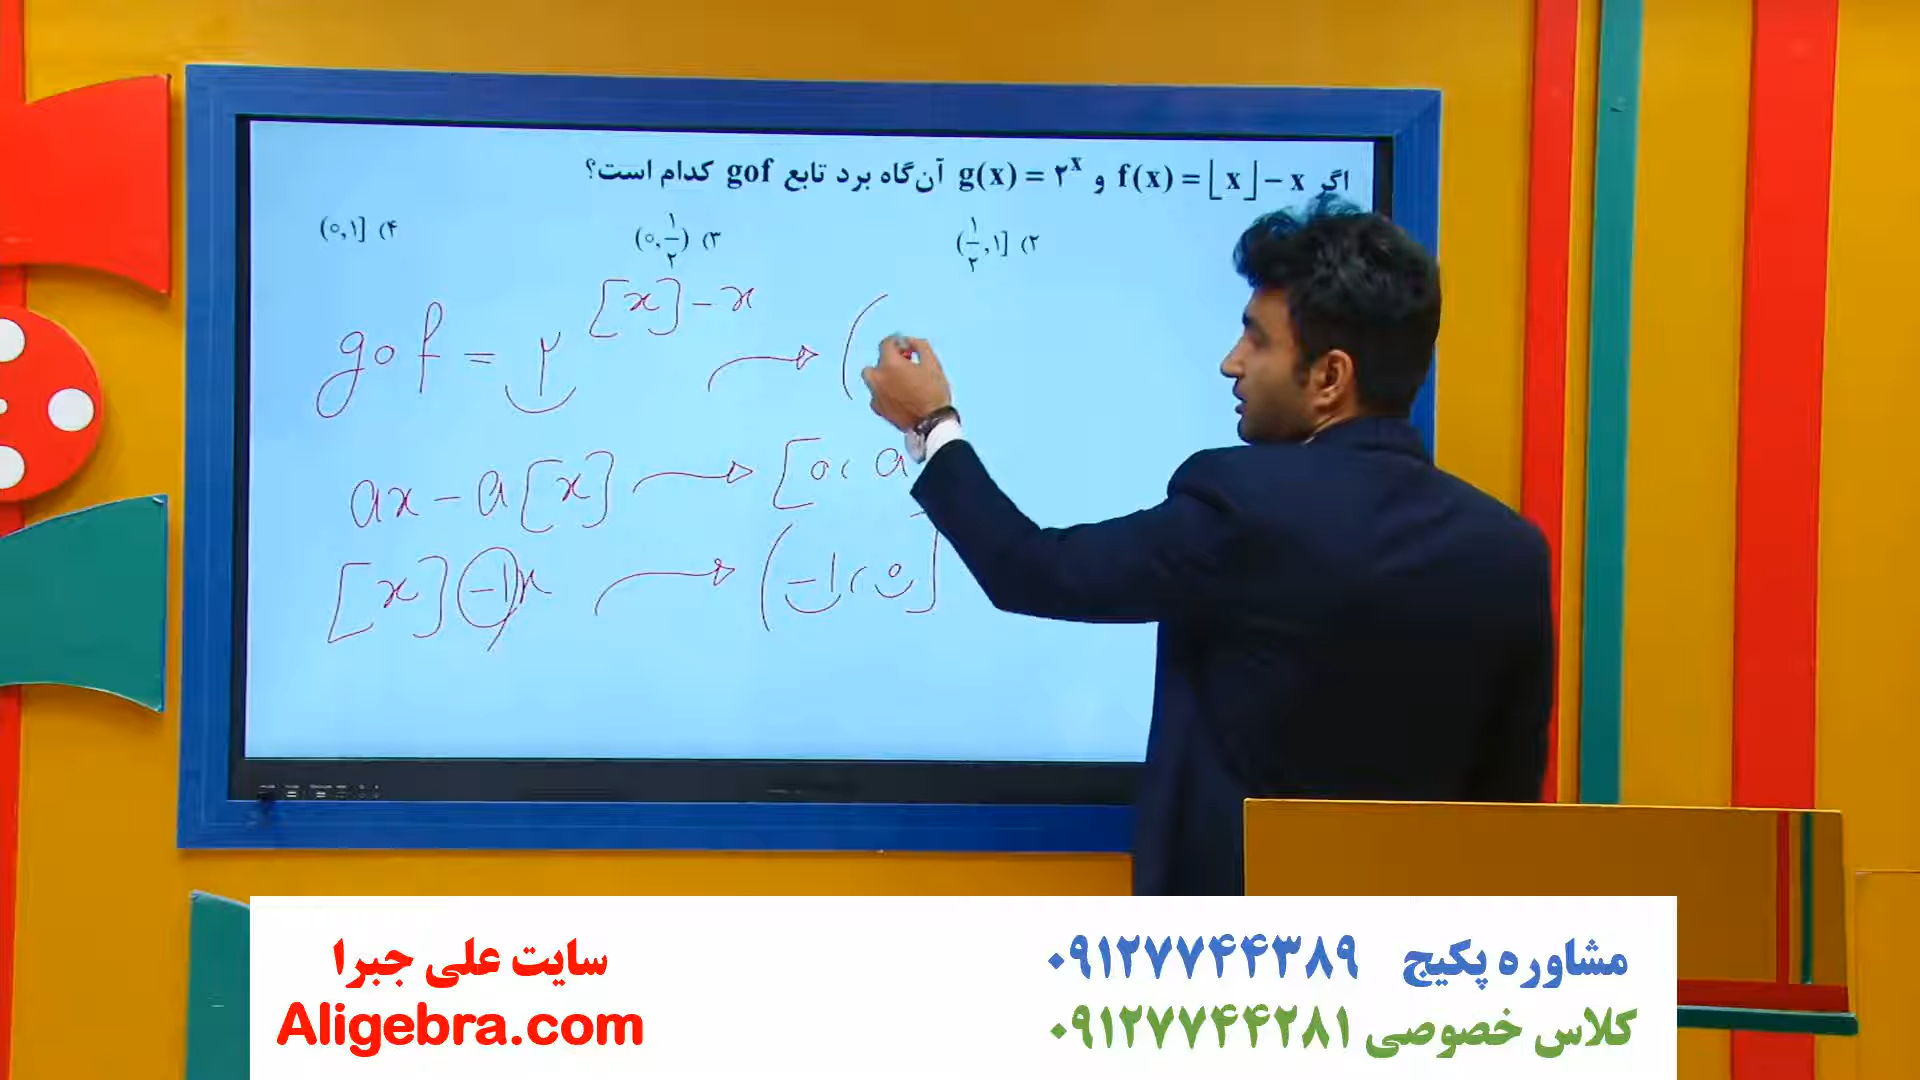 اگر f(x) = ⌊x⌋ − x و g(x) = ۲^x آن‌گاه برد تابع gof کدام است؟
۲) (۱/۲ , ۱]
۳) (۰, ۱/۲)
۴) (۰, ۱]
gof = ۲^([x] - x) → (
ax - a[x] → [0, a
[x] -1x → (-1, 0]
مشاوره پکیج ۰۹۱۲۷۷۴۴۳۸۹
کلاس خصوصی ۰۹۱۲۷۷۴۴۲۸۱
سایت علی جبرا
Aligebra.com